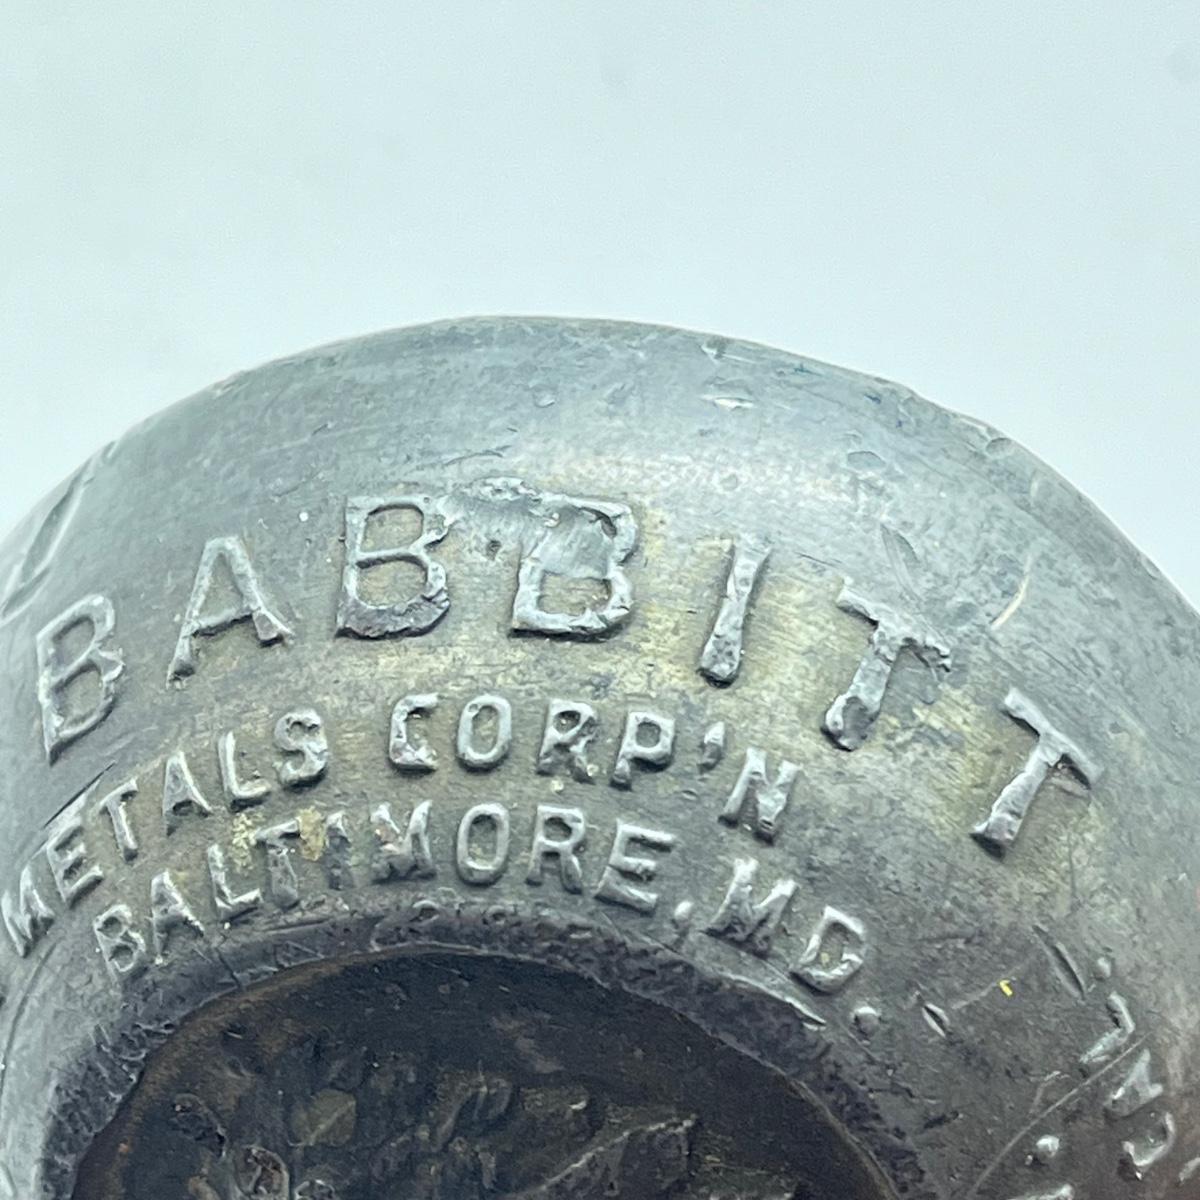 BABBITT
METALS CORP'N
BALTIMORE, MD.